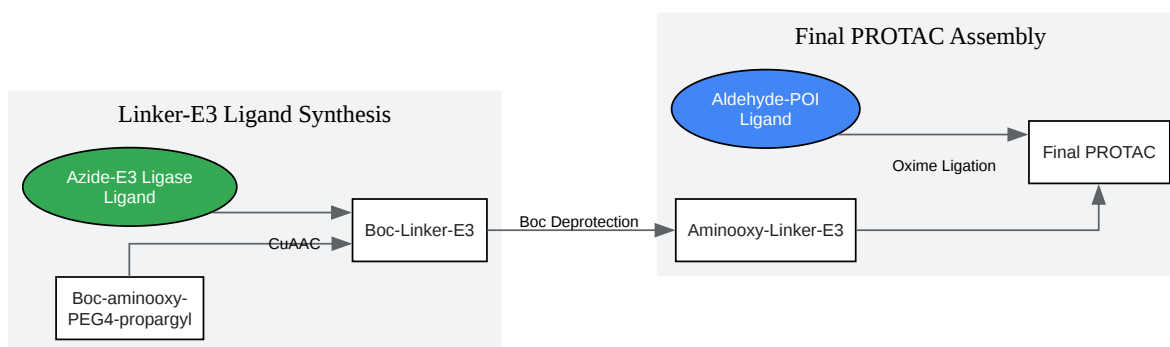 Final PROTAC Assembly
Linker-E3 Ligand Synthesis
Aldehyde-POI
Ligand
Final PROTAC
Oxime Ligation
Azide-E3 Ligase
Ligand
Boc-Linker-E3
Boc Deprotection
Aminooxy-Linker-E3
CuAAC
Boc-aminooxy-
PEG4-propargyl